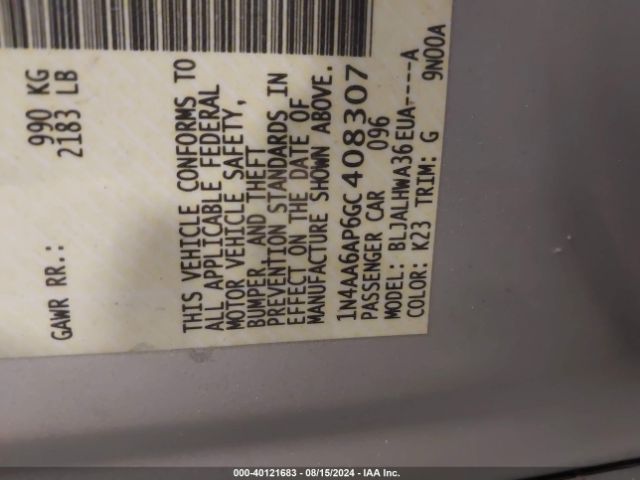 GAWR RR.: 990 KG
2183 LB
THIS VEHICLE CONFORMS TO
ALL APPLICABLE FEDERAL
MOTOR VEHICLE SAFETY,
BUMPER, AND THEFT
PREVENTION STANDARDS IN
EFFECT ON THE DATE OF
MANUFACTURE SHOWN ABOVE.
1N4AA6AP6GC408307
PASSENGER CAR 096
MODEL: BLJALHWA36EUA----A
COLOR: K23 TRIM: G 9N00A
000-40121683 - 08/15/2024 - IAA Inc.